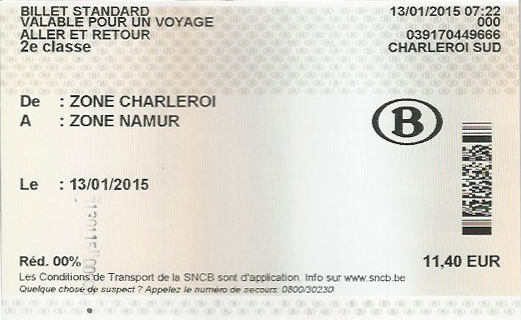 BILLET STANDARD 13/01/2015 07:22
VALABLE POUR UN VOYAGE 000
ALLER ET RETOUR 039170449666
2e classe CHARLEROI SUD
De : ZONE CHARLEROI
A : ZONE NAMUR
B
Le : 13/01/2015
Réd. 00% 11,40 EUR
Les Conditions de Transport de la SNCB sont d'application. Info sur www.sncb.be
Quelque chose de suspect ? Appelez le numéro de secours: 0800/30230